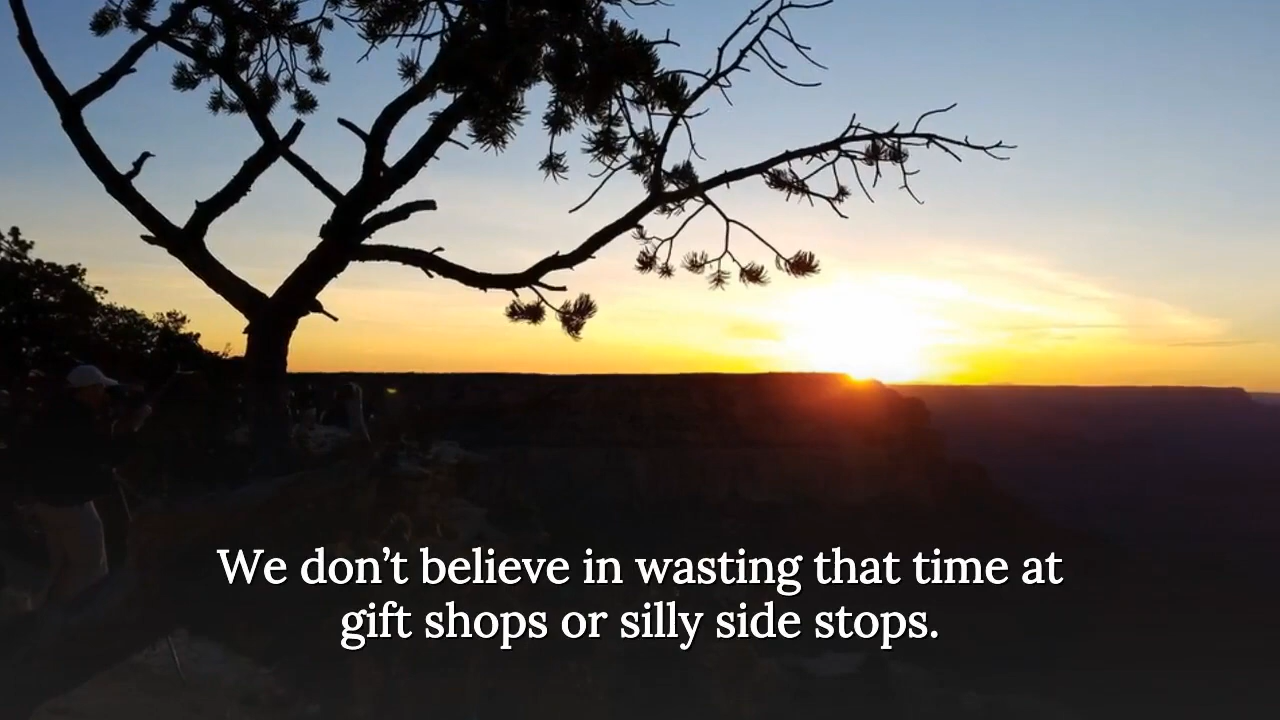 We don’t believe in wasting that time at
gift shops or silly side stops.